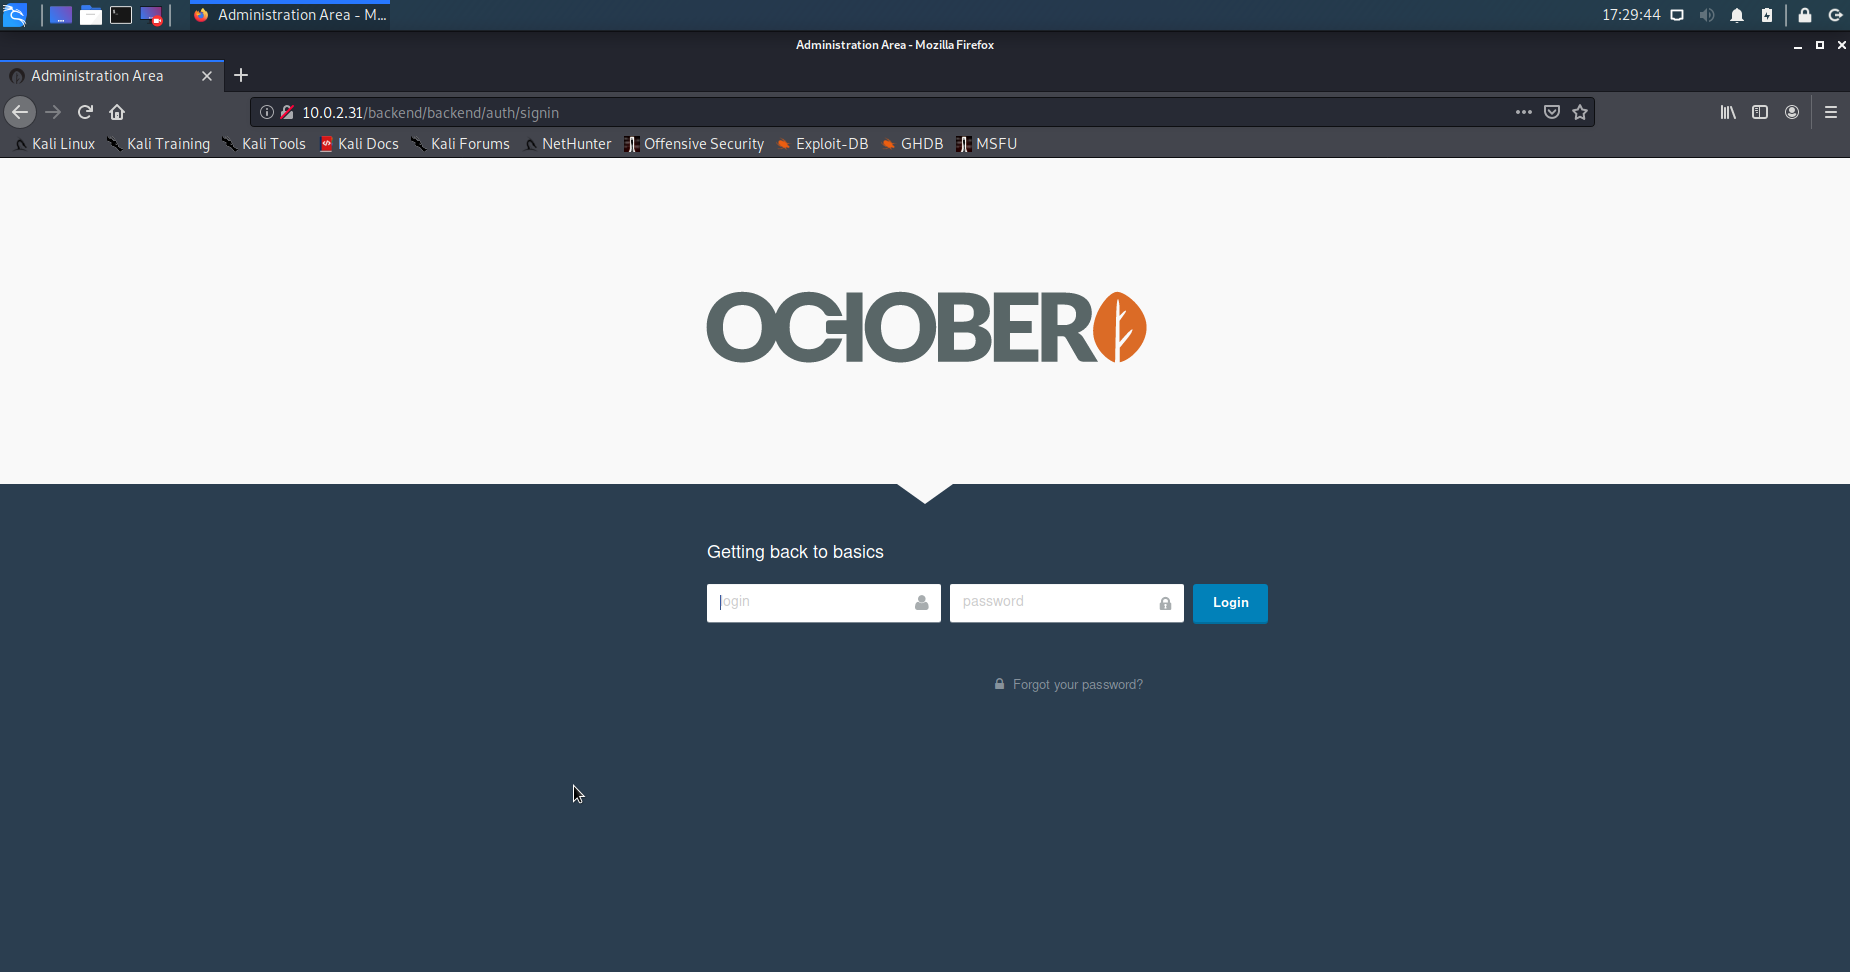 Administration Area - M...
17:29:44
Administration Area - Mozilla Firefox
Administration Area
10.0.2.31/backend/backend/auth/signin
Kali Linux Kali Training Kali Tools Kali Docs Kali Forums NetHunter Offensive Security Exploit-DB GHDB MSFU
OCTOBER
Getting back to basics
login password Login
Forgot your password?